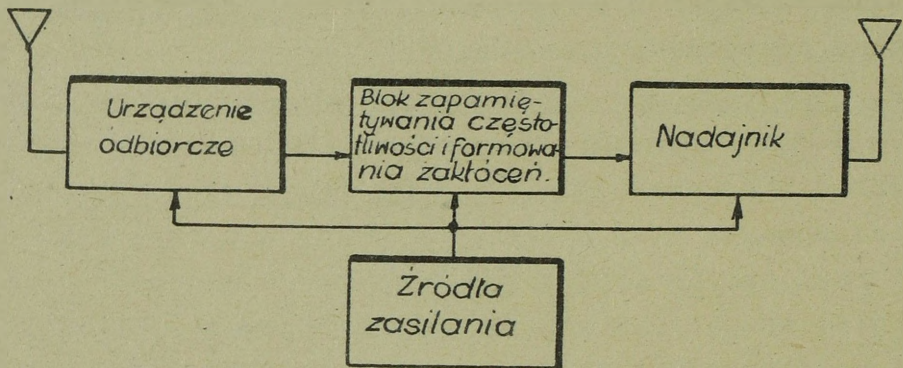 Urządzenie
odbiorcze
Blok zapamię-
tywania często-
tliwości i formowa-
nia zakłóceń.
Nadajnik
Źródła
zasilania